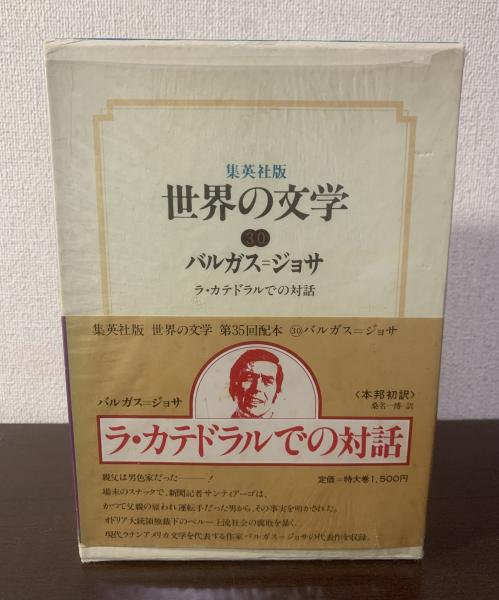 集英社版
世界の文学
30
バルガス=ジョサ
ラ・カテドラルでの対話
集英社版 世界の文学 第35回配本 ㉚バルガス=ジョサ
バルガス=ジョサ
〈本邦初訳〉
桑名一博 訳
ラ・カテドラルでの対話
親父は男色家だった———!
定価=特大巻1,500円
場末のスナックで、新聞記者サンティアーゴは、
かつて父親の雇われ運転手だった男から、その事実を明かされた。
オドリア大統領独裁下のペルー上流社会の腐敗を暴く、
現代ラテンアメリカ文学を代表する作家バルガス=ジョサの代表作を収録。